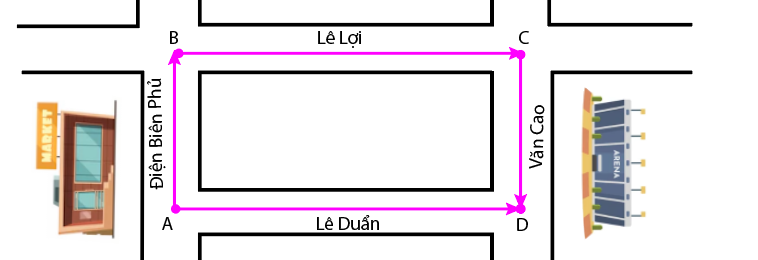 B
Lê Lợi
C
Điện Biên Phủ
MARKET
Văn Cao
ARENA
A
Lê Duẩn
D